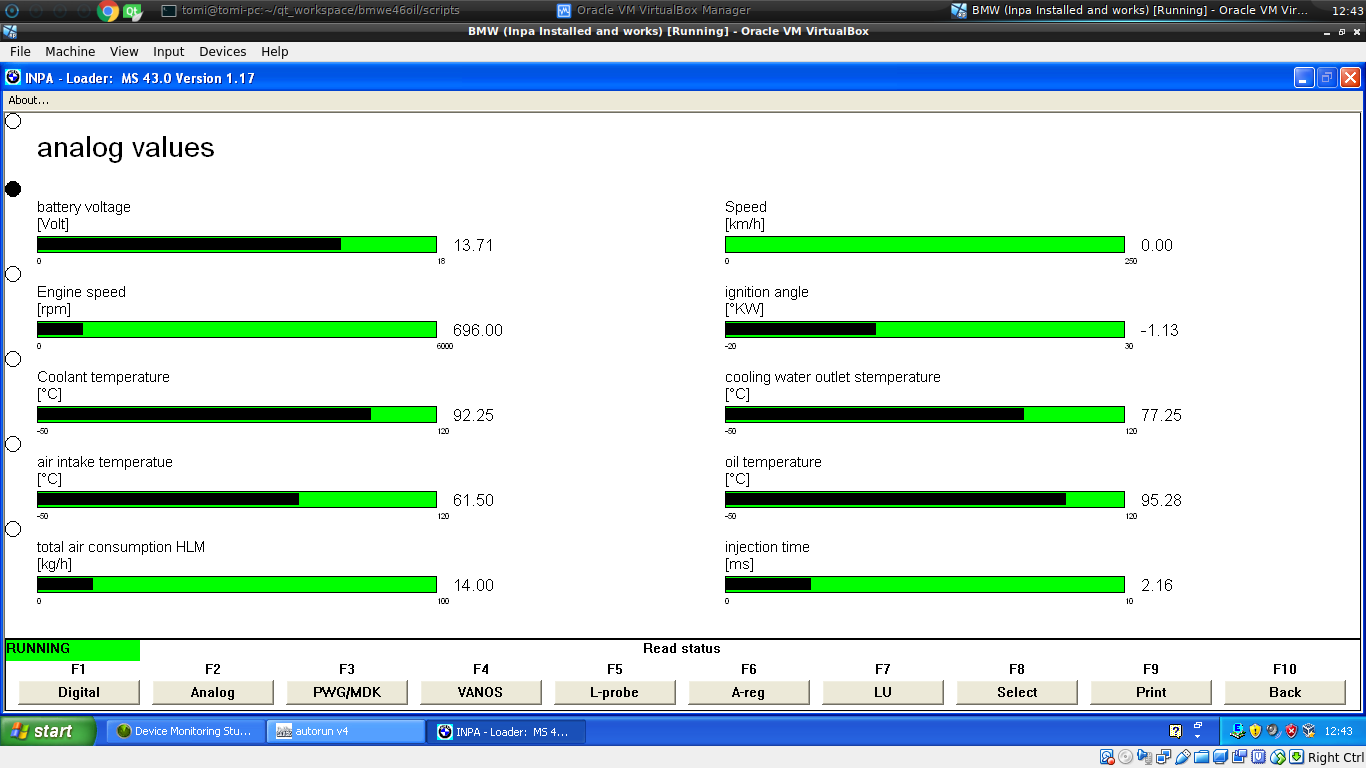 tomi@tomi-pc:~/qt_workspace/bmwe46oil/scripts
Oracle VM VirtualBox Manager
BMW (Inpa Installed and works) [Running] - Oracle VM Vir...
12:43
BMW (Inpa Installed and works) [Running] - Oracle VM VirtualBox
File Machine View Input Devices Help
INPA - Loader: MS 43.0 Version 1.17
About...
analog values
battery voltage
[Volt]
13.71
0 18
Speed
[km/h]
0.00
0 250
Engine speed
[rpm]
696.00
0 6000
ignition angle
[°KW]
-1.13
-20 30
Coolant temperature
[°C]
92.25
-50 120
cooling water outlet stemperature
[°C]
77.25
-50 120
air intake temperatue
[°C]
61.50
-50 120
oil temperature
[°C]
95.28
-50 120
total air consumption HLM
[kg/h]
14.00
0 100
injection time
[ms]
2.16
0 10
RUNNING
Read status
F1 F2 F3 F4 F5 F6 F7 F8 F9 F10
Digital Analog PWG/MDK VANOS L-probe A-reg LU Select Print Back
start
Device Monitoring Stu...
autorun v4
INPA - Loader: MS 4...
12:43
Right Ctrl